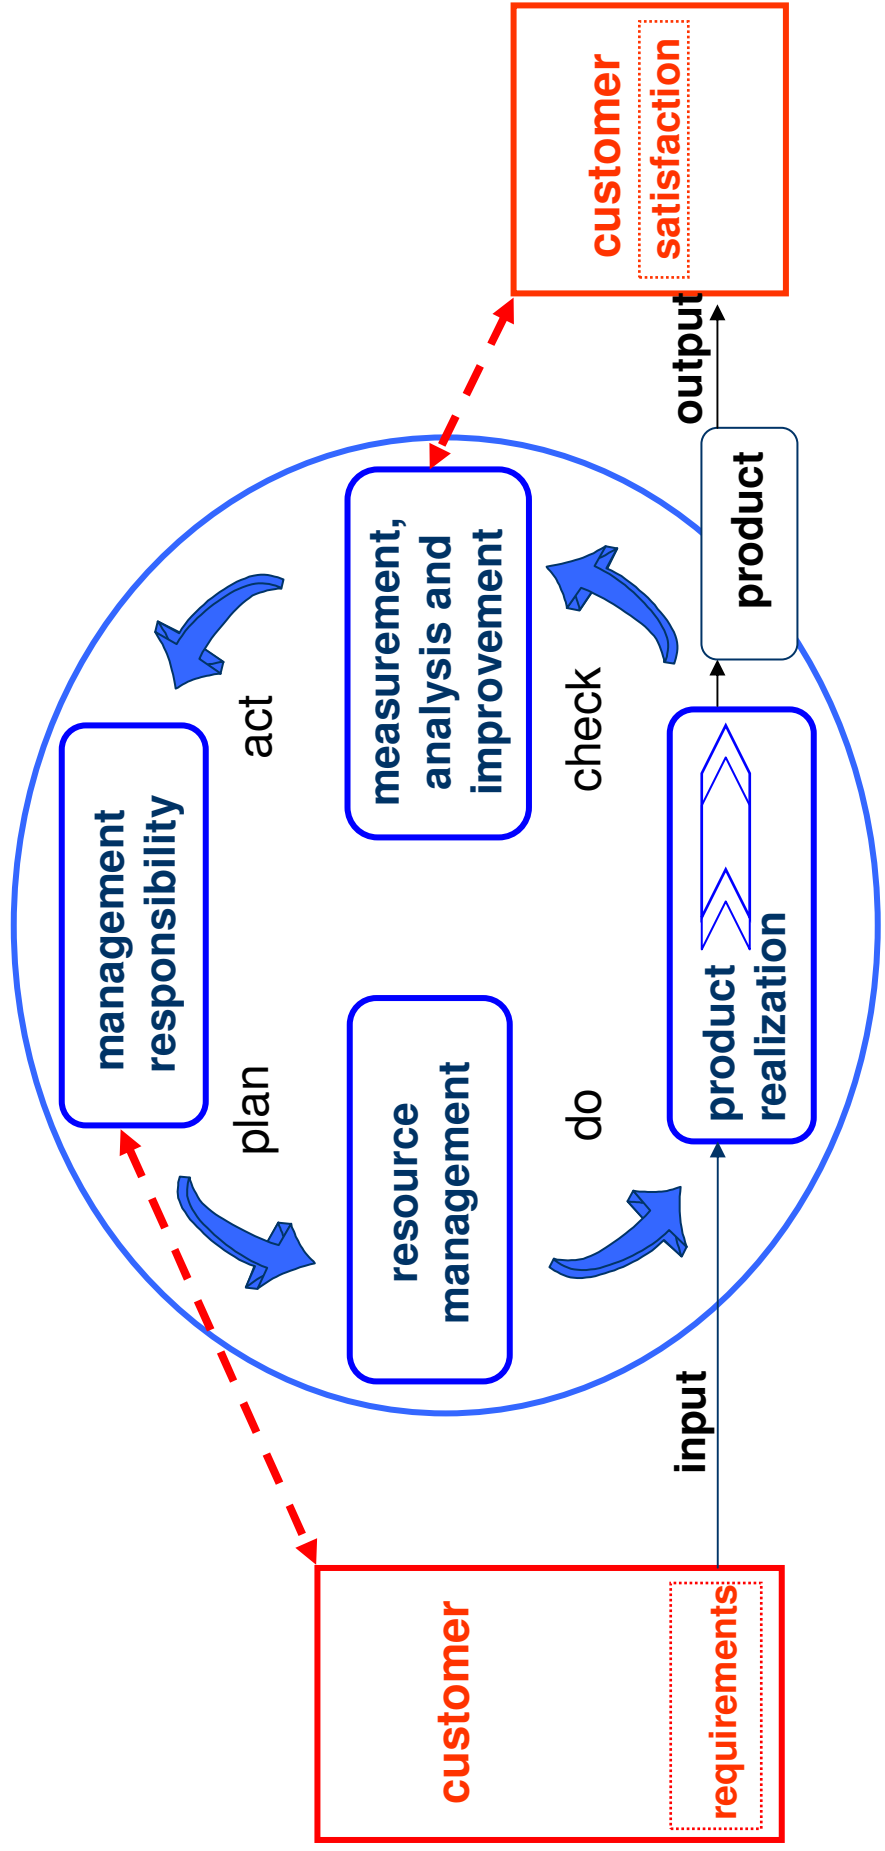 management
responsibility
plan
act
customer
resource
management
measurement,
analysis and
improvement
customer
satisfaction
do
check
requirements
input
product
realization
product
output